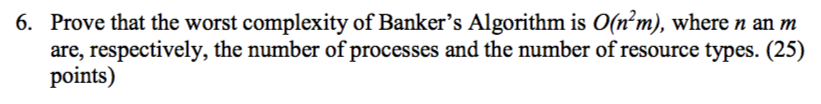 6. Prove that the worst complexity of Banker's Algorithm is O(n²m), where n an m
are, respectively, the number of processes and the number of resource types. (25)
points)